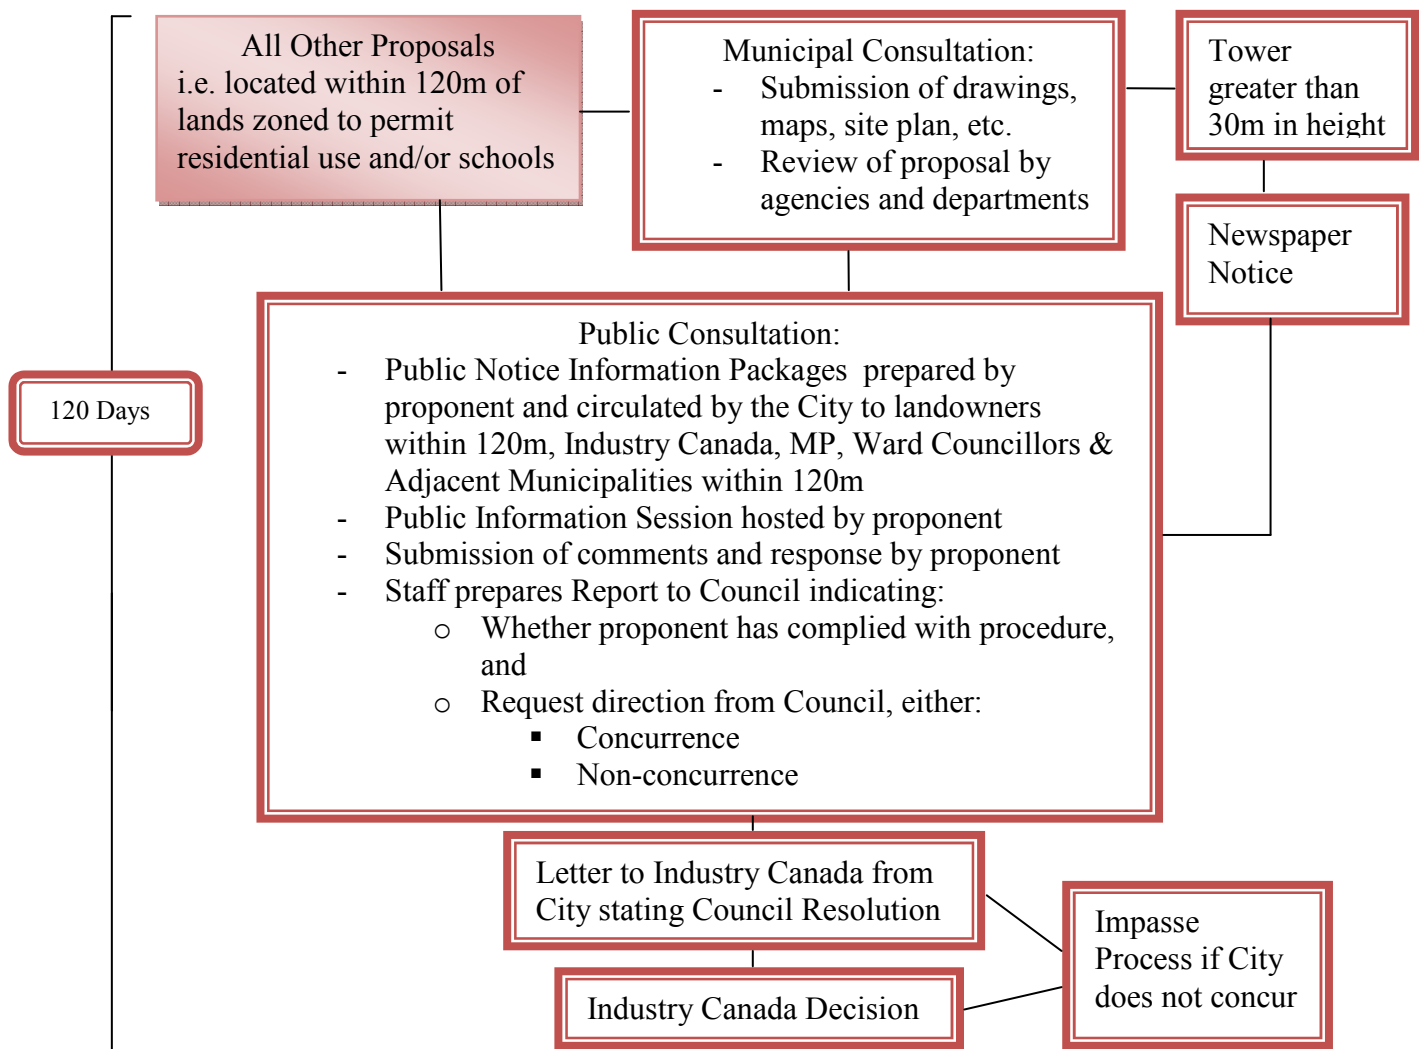 All Other Proposals
i.e. located within 120m of
lands zoned to permit
residential use and/or schools
Municipal Consultation:
- Submission of drawings,
maps, site plan, etc.
- Review of proposal by
agencies and departments
Tower
greater than
30m in height
Newspaper
Notice
120 Days
Public Consultation:
- Public Notice Information Packages prepared by
proponent and circulated by the City to landowners
within 120m, Industry Canada, MP, Ward Councillors &
Adjacent Municipalities within 120m
- Public Information Session hosted by proponent
- Submission of comments and response by proponent
- Staff prepares Report to Council indicating:
o Whether proponent has complied with procedure,
and
o Request direction from Council, either:
▪ Concurrence
▪ Non-concurrence
Letter to Industry Canada from
City stating Council Resolution
Impasse
Process if City
does not concur
Industry Canada Decision